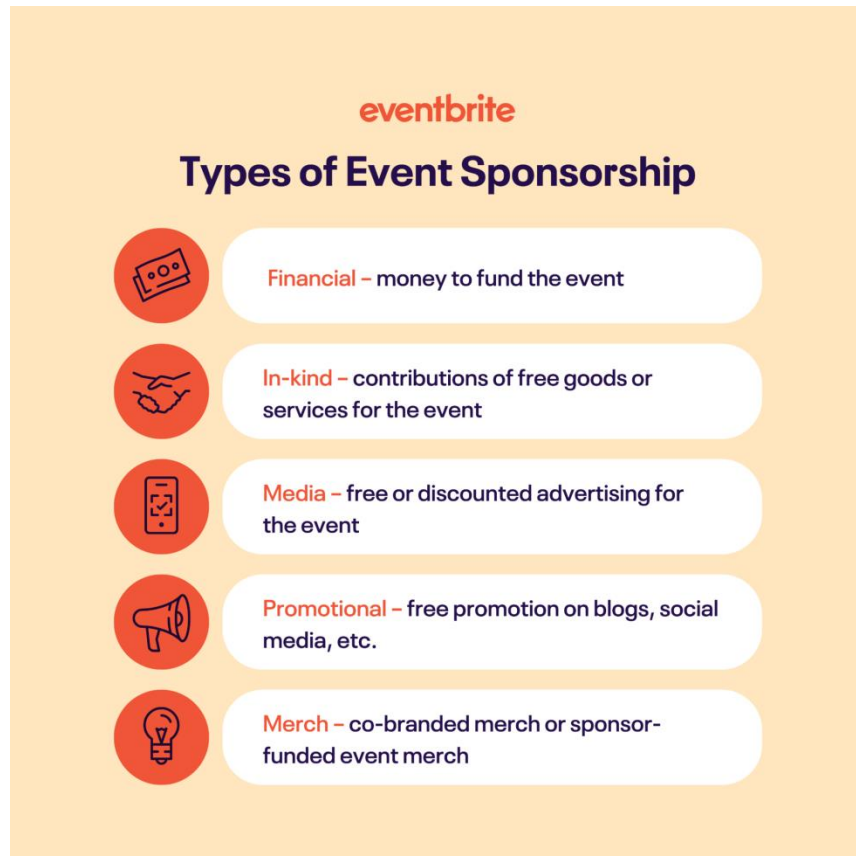 eventbrite
Types of Event Sponsorship
Financial – money to fund the event
In-kind – contributions of free goods or
services for the event
Media – free or discounted advertising for
the event
Promotional – free promotion on blogs, social
media, etc.
Merch – co-branded merch or sponsor-
funded event merch